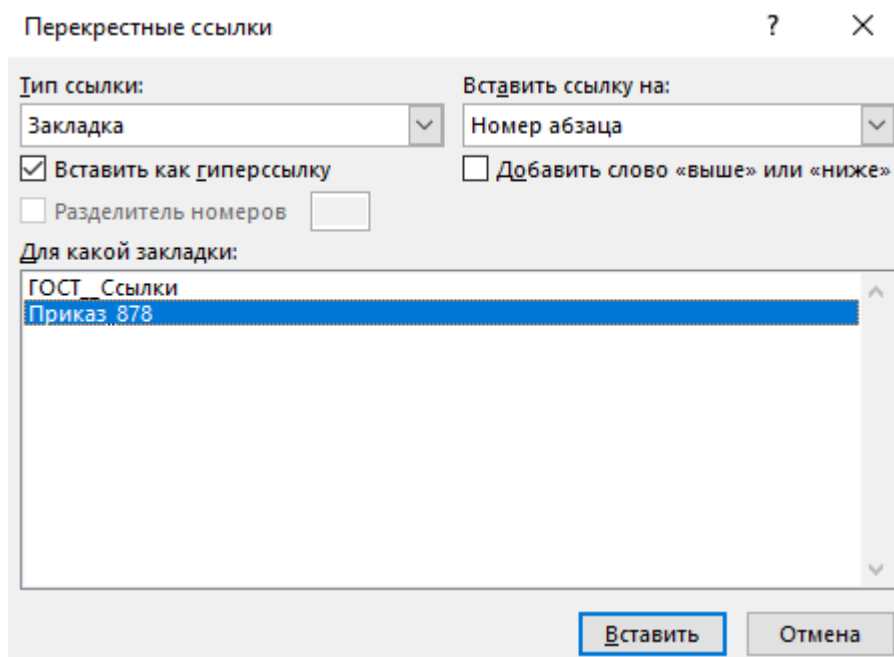 Перекрестные ссылки ? ×
Тип ссылки: Вставить ссылку на:
Закладка Номер абзаца
Вставить как гиперссылку Добавить слово «выше» или «ниже»
Разделитель номеров
Для какой закладки:
ГОСТ__Ссылки
Приказ_878
Вставить Отмена